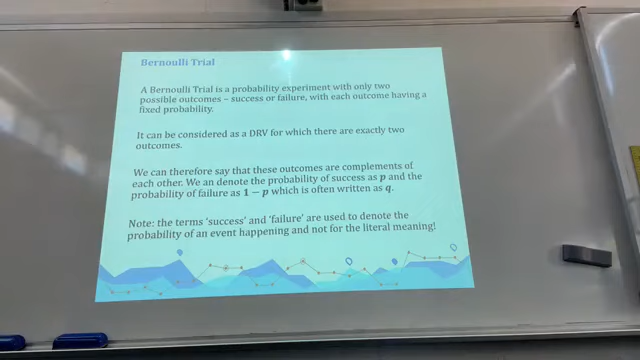 Bernoulli Trial
A Bernoulli Trial is a probability experiment with only two
possible outcomes – success or failure, with each outcome having a
fixed probability.
It can be considered as a DRV for which there are exactly two
outcomes.
We can therefore say that these outcomes are complements of
each other. We an denote the probability of success as p and the
probability of failure as 1 − p which is often written as q.
Note: the terms 'success' and 'failure' are used to denote the
probability of an event happening and not for the literal meaning!